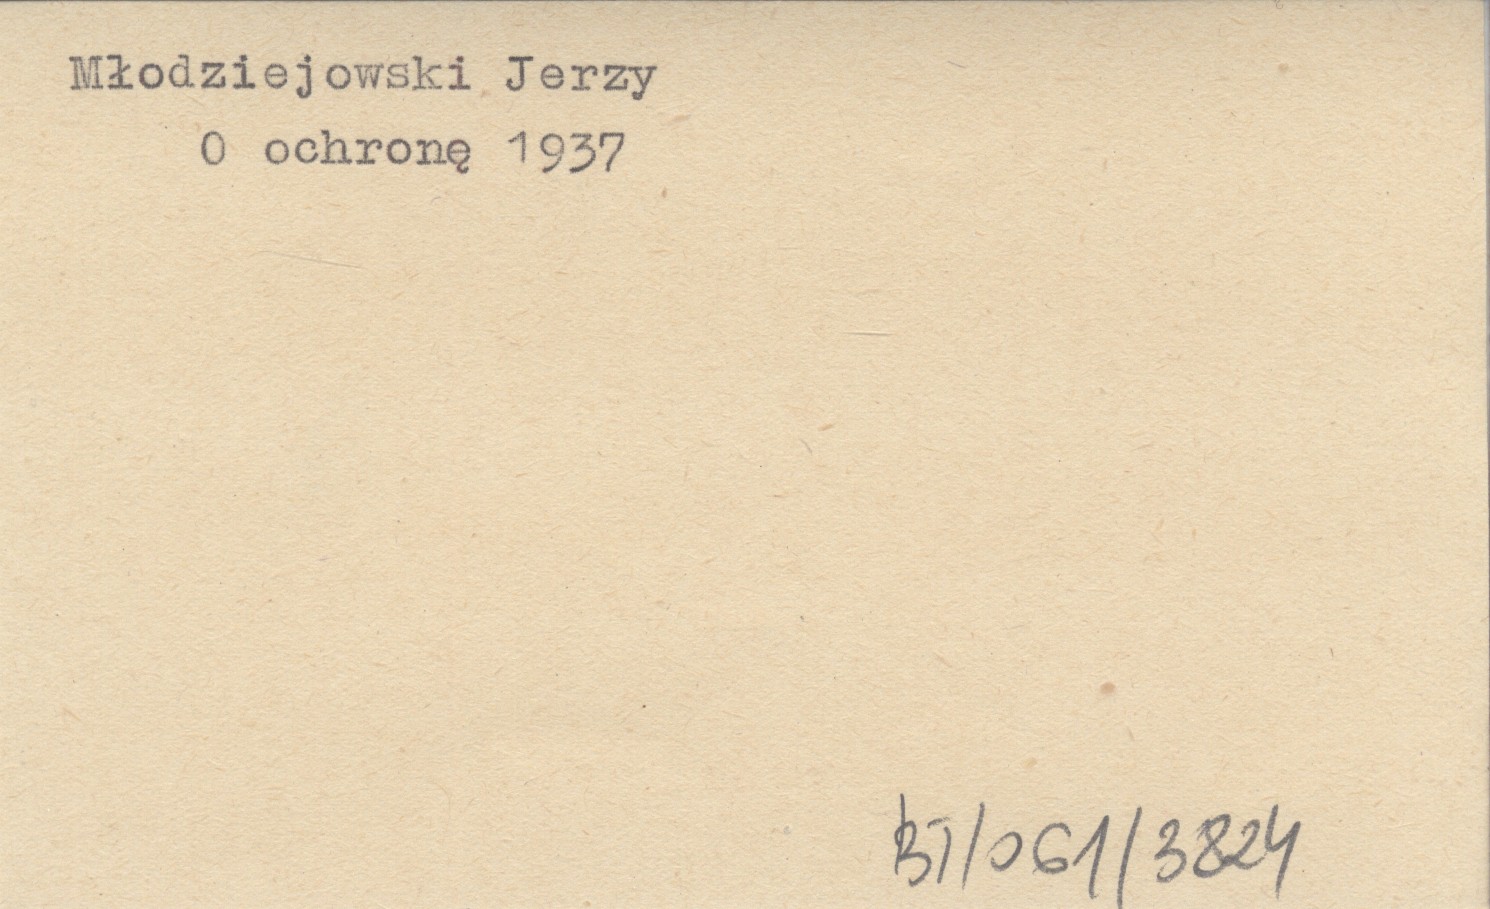 Młodziejowski Jerzy
O ochronę 1937
BT/061/3824